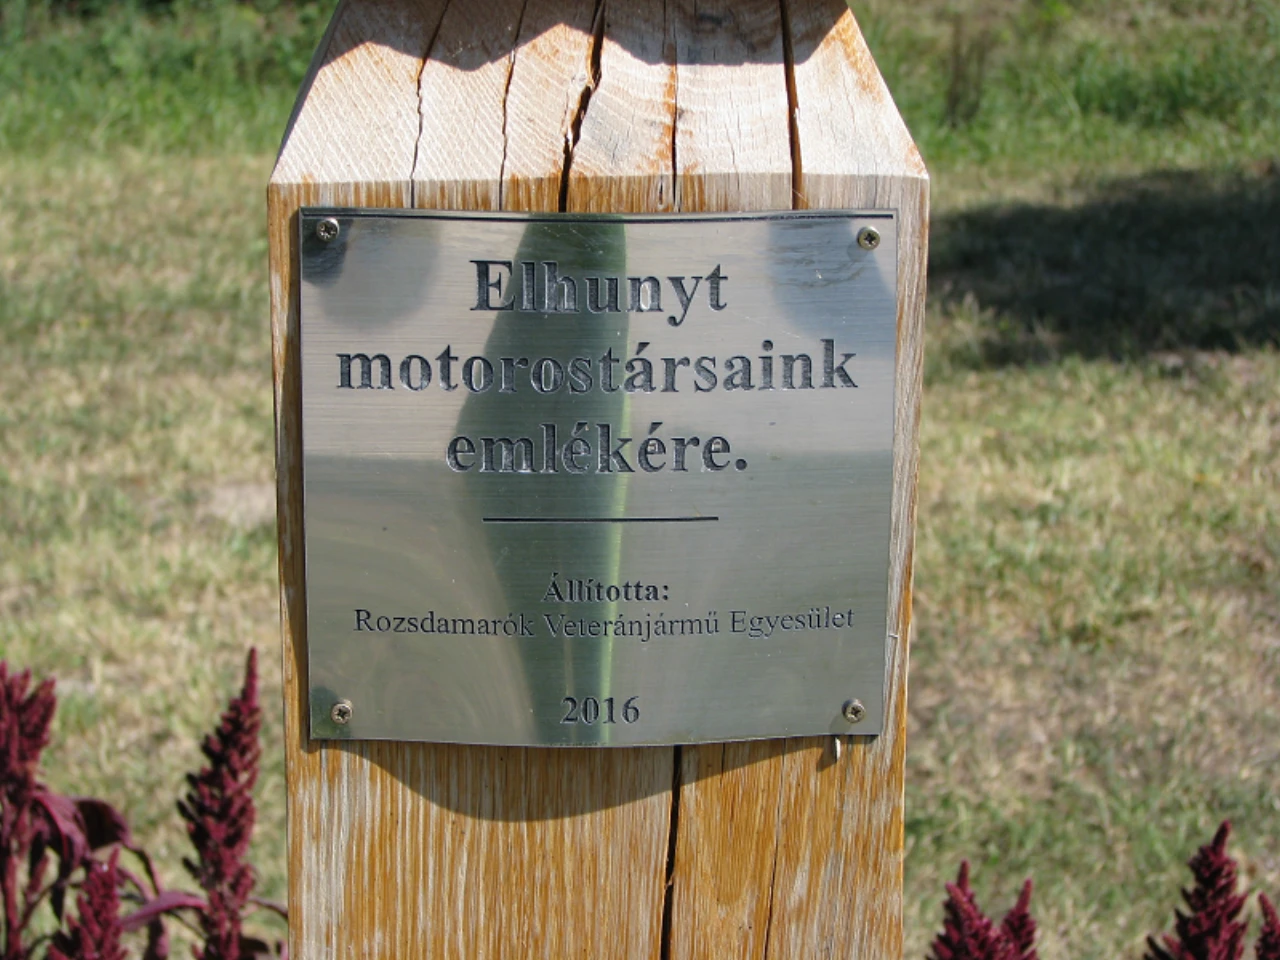 Elhunyt
motorostársaink
emlékére.
Állította:
Rozsdamarók Veteránjármű Egyesület
2016